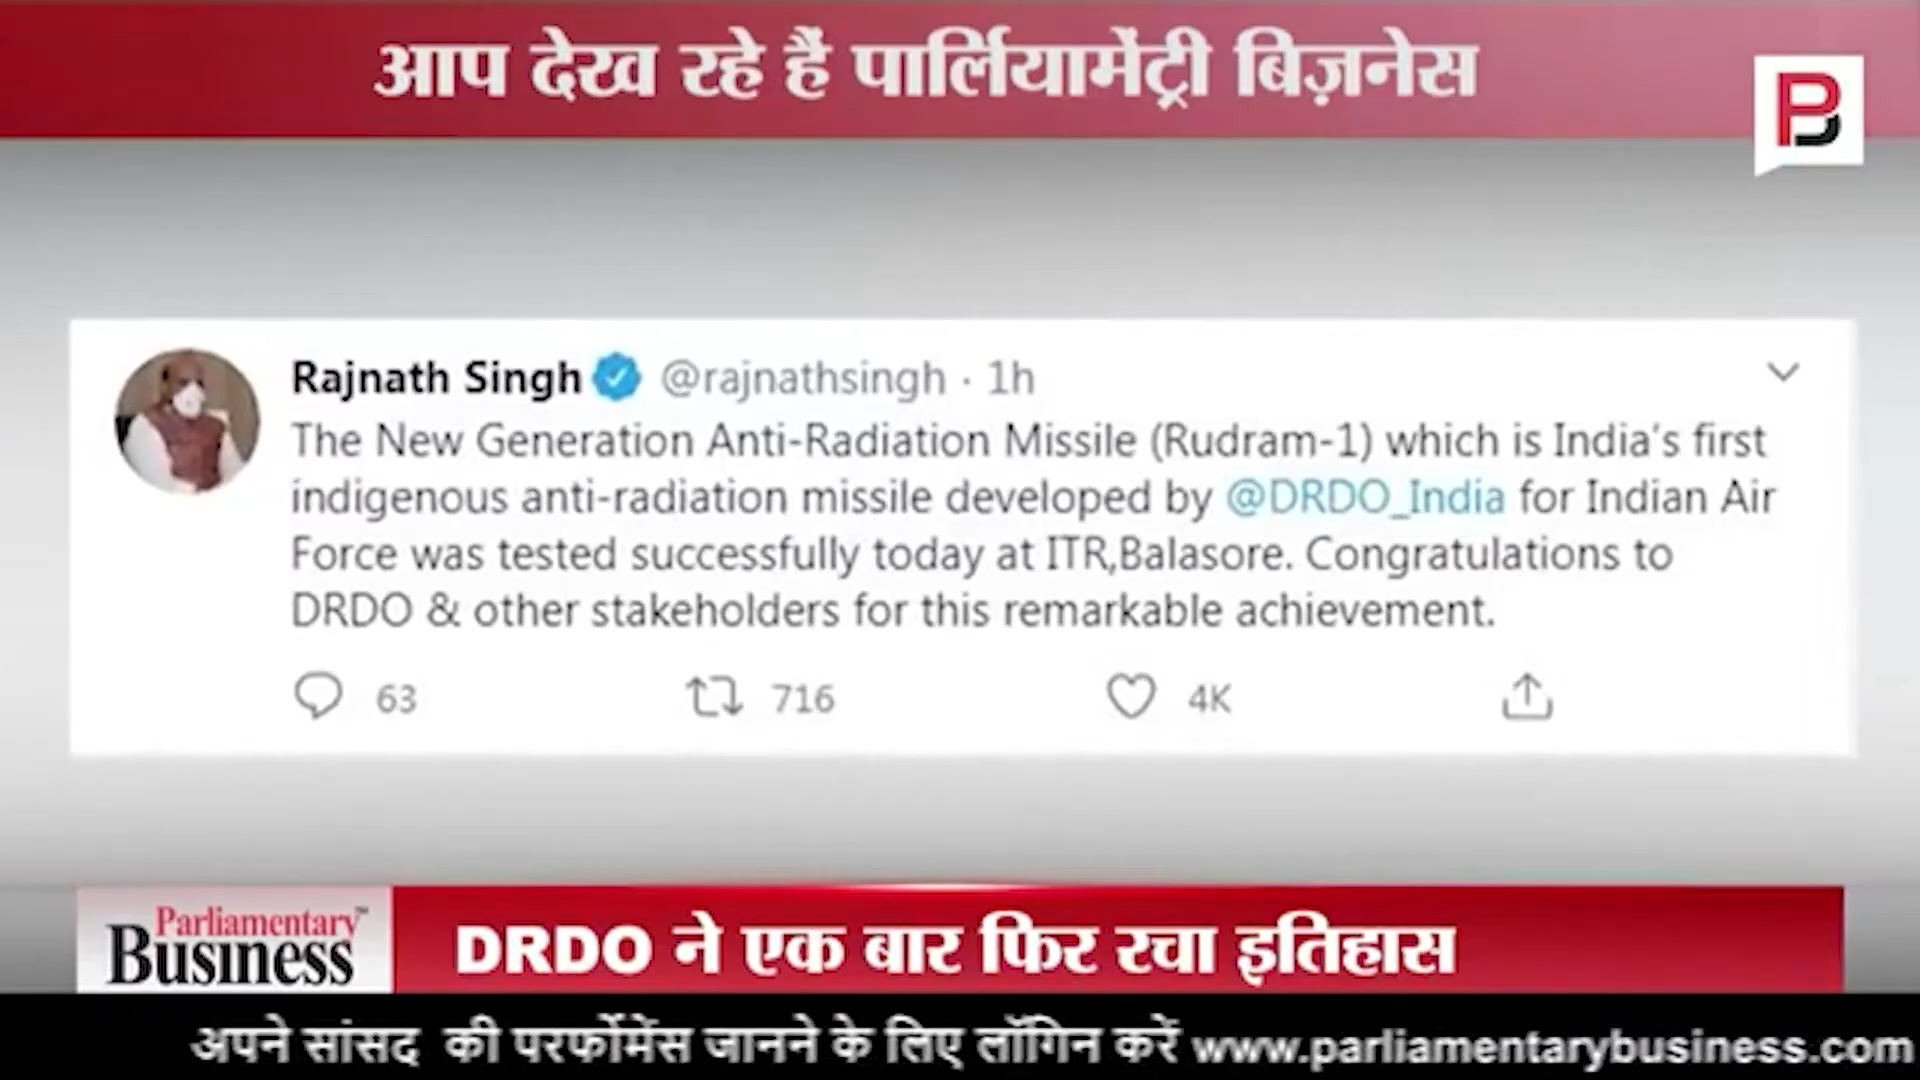 आप देख रहे हैं पार्लियामेंट्री बिज़नेस
Rajnath Singh @rajnathsingh · 1h
The New Generation Anti-Radiation Missile (Rudram-1) which is India's first
indigenous anti-radiation missile developed by @DRDO_India for Indian Air
Force was tested successfully today at ITR,Balasore. Congratulations to
DRDO & other stakeholders for this remarkable achievement.
63 716 4K
Parliamentary™
Business
DRDO ने एक बार फिर रचा इतिहास
अपने सांसद की परफोमेंस जानने के लिए लॉगिन करें www.parliamentarybusiness.com